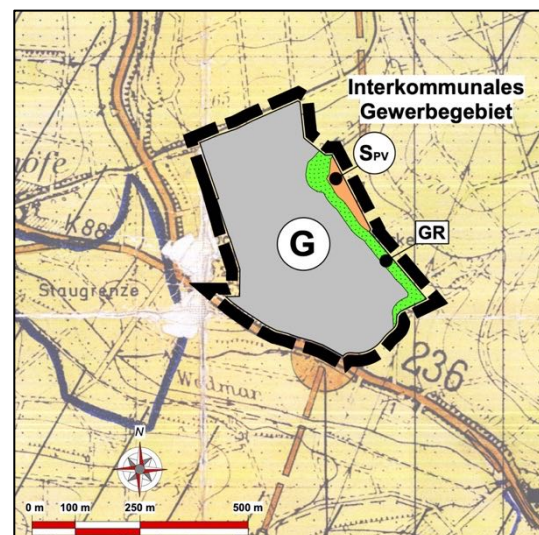 Interkommunales
Gewerbegebiet
SPV
GR
G
K88
Staugrenze
236
Wedmar
N
0 m 100 m 250 m 500 m